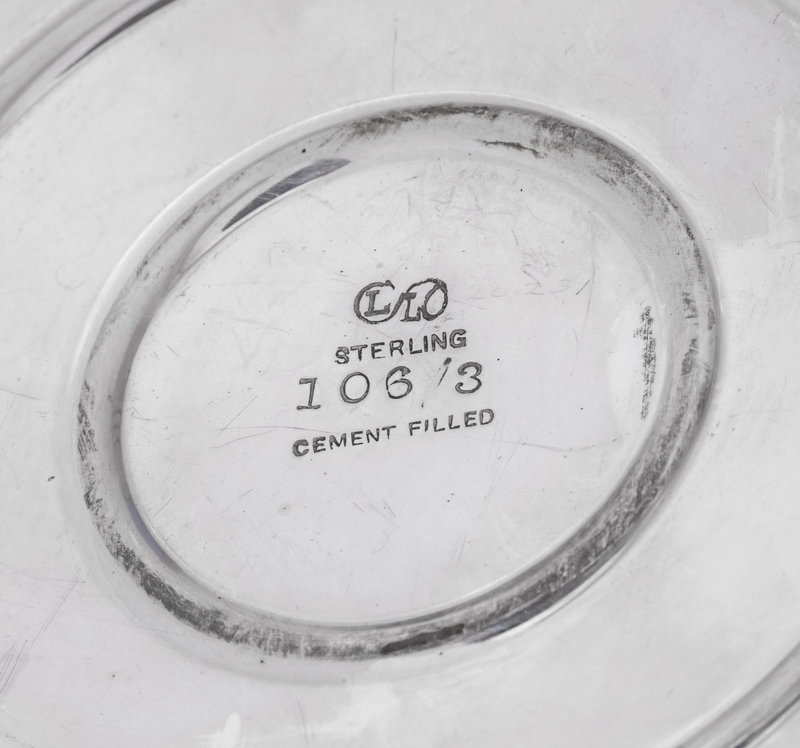 STERLING
106/3
CEMENT FILLED